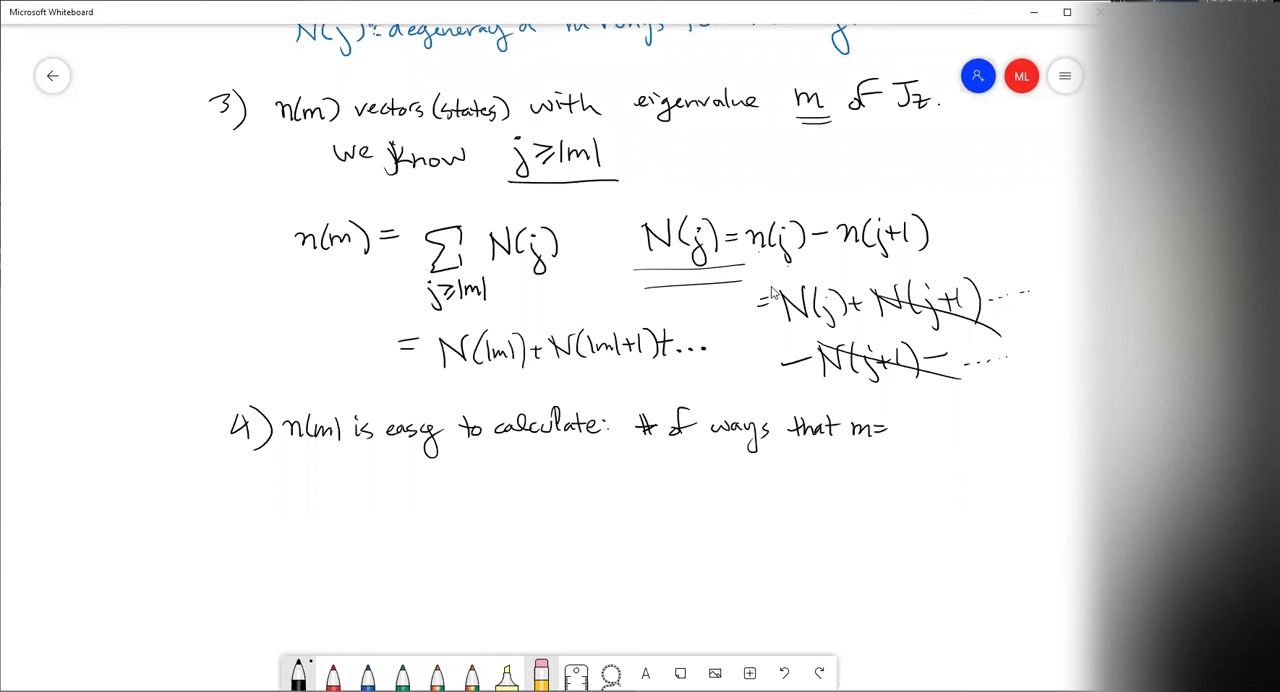 Microsoft Whiteboard
N(j)
ML
3) n(m) vectors (states) with eigenvalue m of Jz.
we know j≥|m|
n(m) = ∑ N(j) N(j) = n(j) - n(j+1)
j≥|m|
= N(j) + N(j+1) .....
= N(|m|) + N(|m|+1) + ...
- N(j+1) - .....
4) n(m) is easy to calculate: # of ways that m=
A